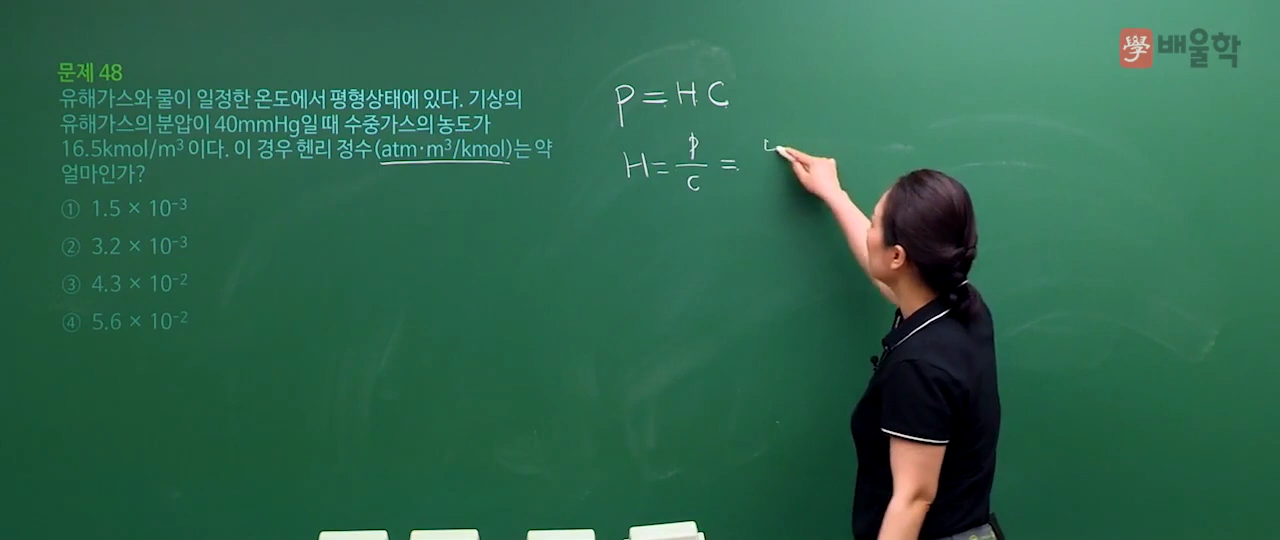 學 배울학
문제 48
유해가스와 물이 일정한 온도에서 평형상태에 있다. 기상의
유해가스의 분압이 40mmHg일 때 수중가스의 농도가
16.5kmol/m³ 이다. 이 경우 헨리 정수(atm·m³/kmol)는 약
얼마인가?
① 1.5 × 10⁻³
② 3.2 × 10⁻³
③ 4.3 × 10⁻²
④ 5.6 × 10⁻²
P = H C
H = P/C =